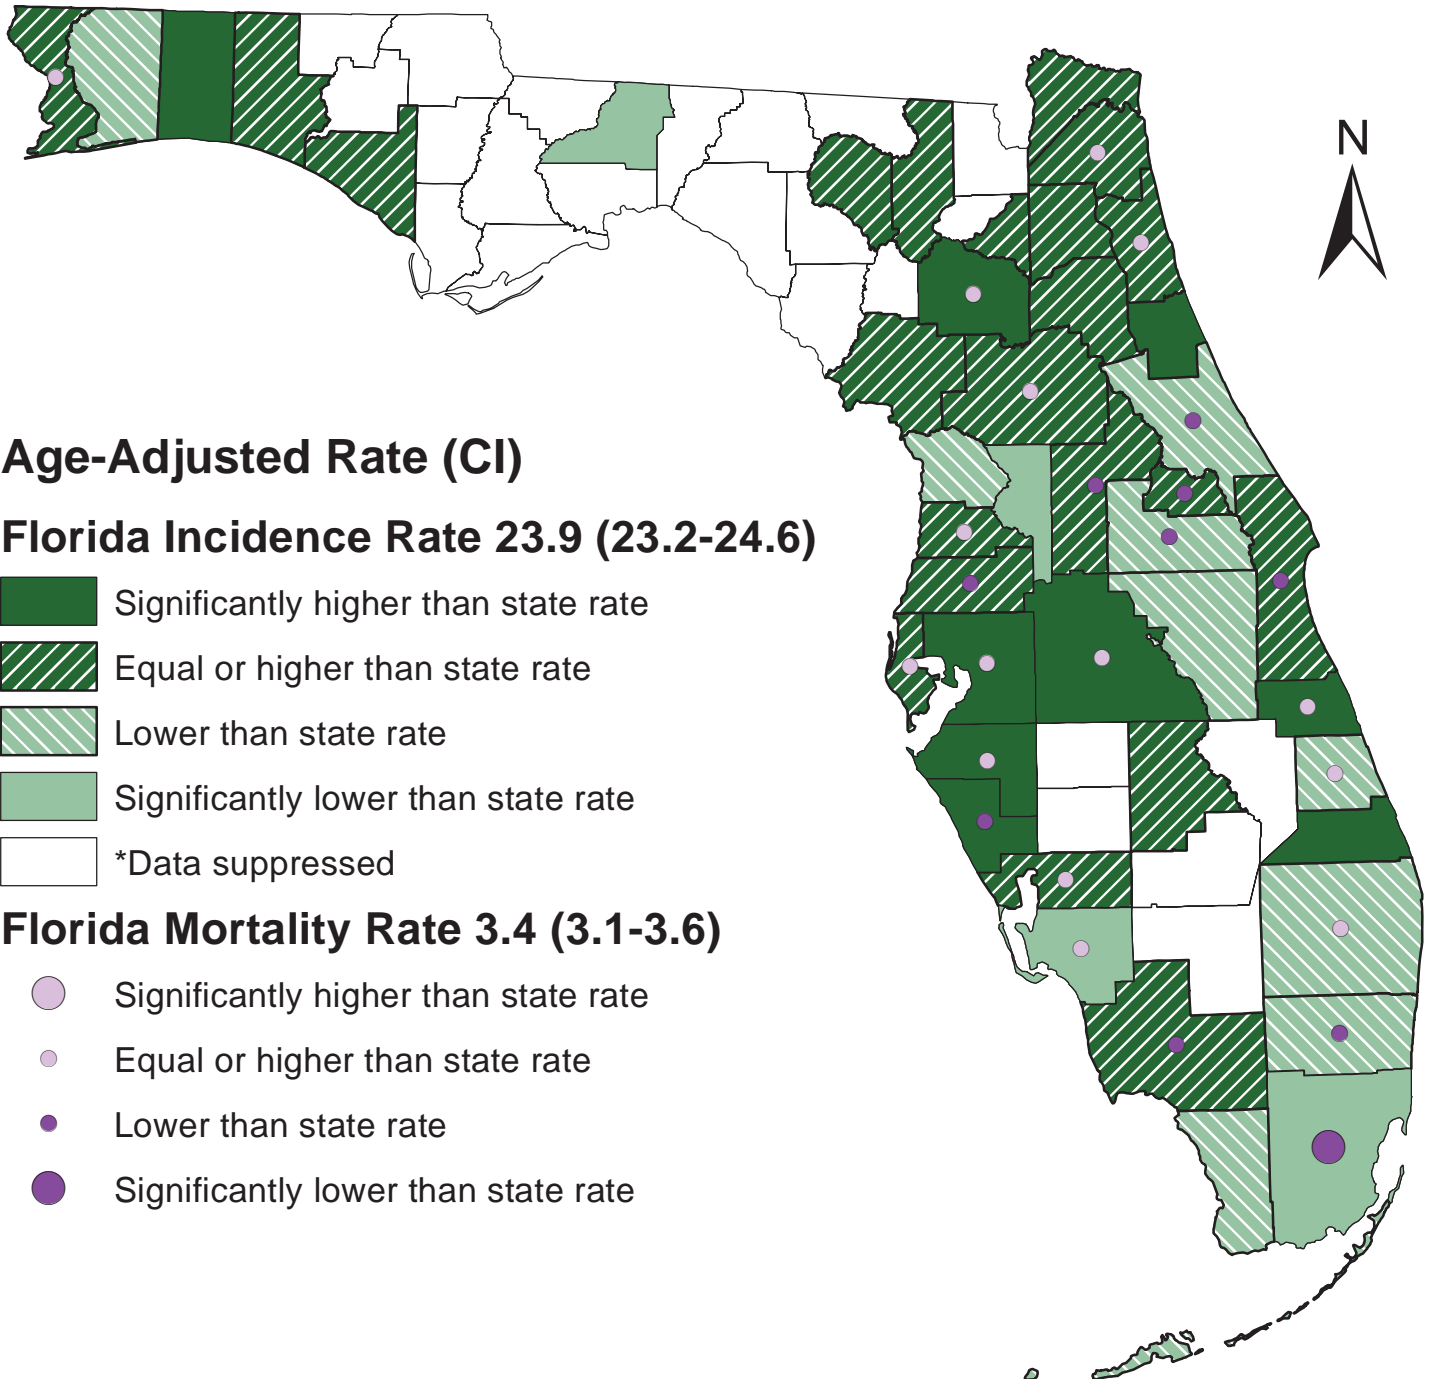 N
Age-Adjusted Rate (CI)
Florida Incidence Rate 23.9 (23.2-24.6)
Significantly higher than state rate
Equal or higher than state rate
Lower than state rate
Significantly lower than state rate
*Data suppressed
Florida Mortality Rate 3.4 (3.1-3.6)
Significantly higher than state rate
Equal or higher than state rate
Lower than state rate
Significantly lower than state rate